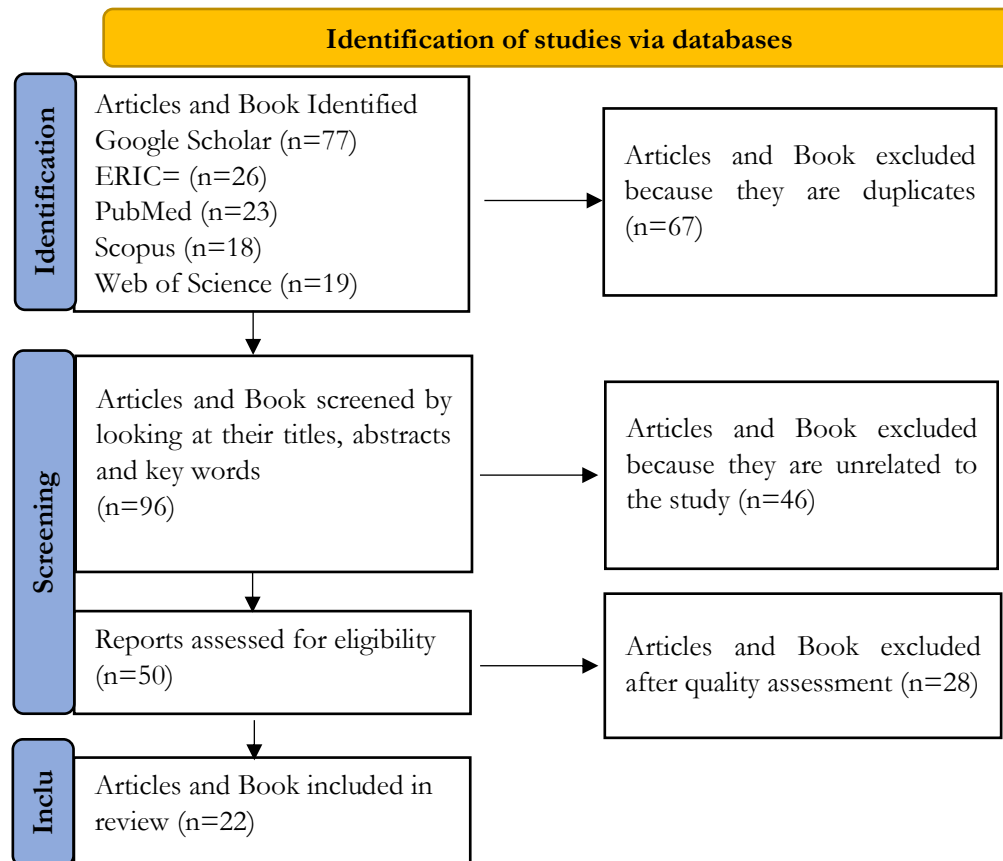 Identification of studies via databases
Identification
Articles and Book Identified
Google Scholar (n=77)
ERIC= (n=26)
PubMed (n=23)
Scopus (n=18)
Web of Science (n=19)
Articles and Book excluded
because they are duplicates
(n=67)
Screening
Articles and Book screened by
looking at their titles, abstracts
and key words
(n=96)
Articles and Book excluded
because they are unrelated to
the study (n=46)
Reports assessed for eligibility
(n=50)
Articles and Book excluded
after quality assessment (n=28)
Inclu
Articles and Book included in
review (n=22)